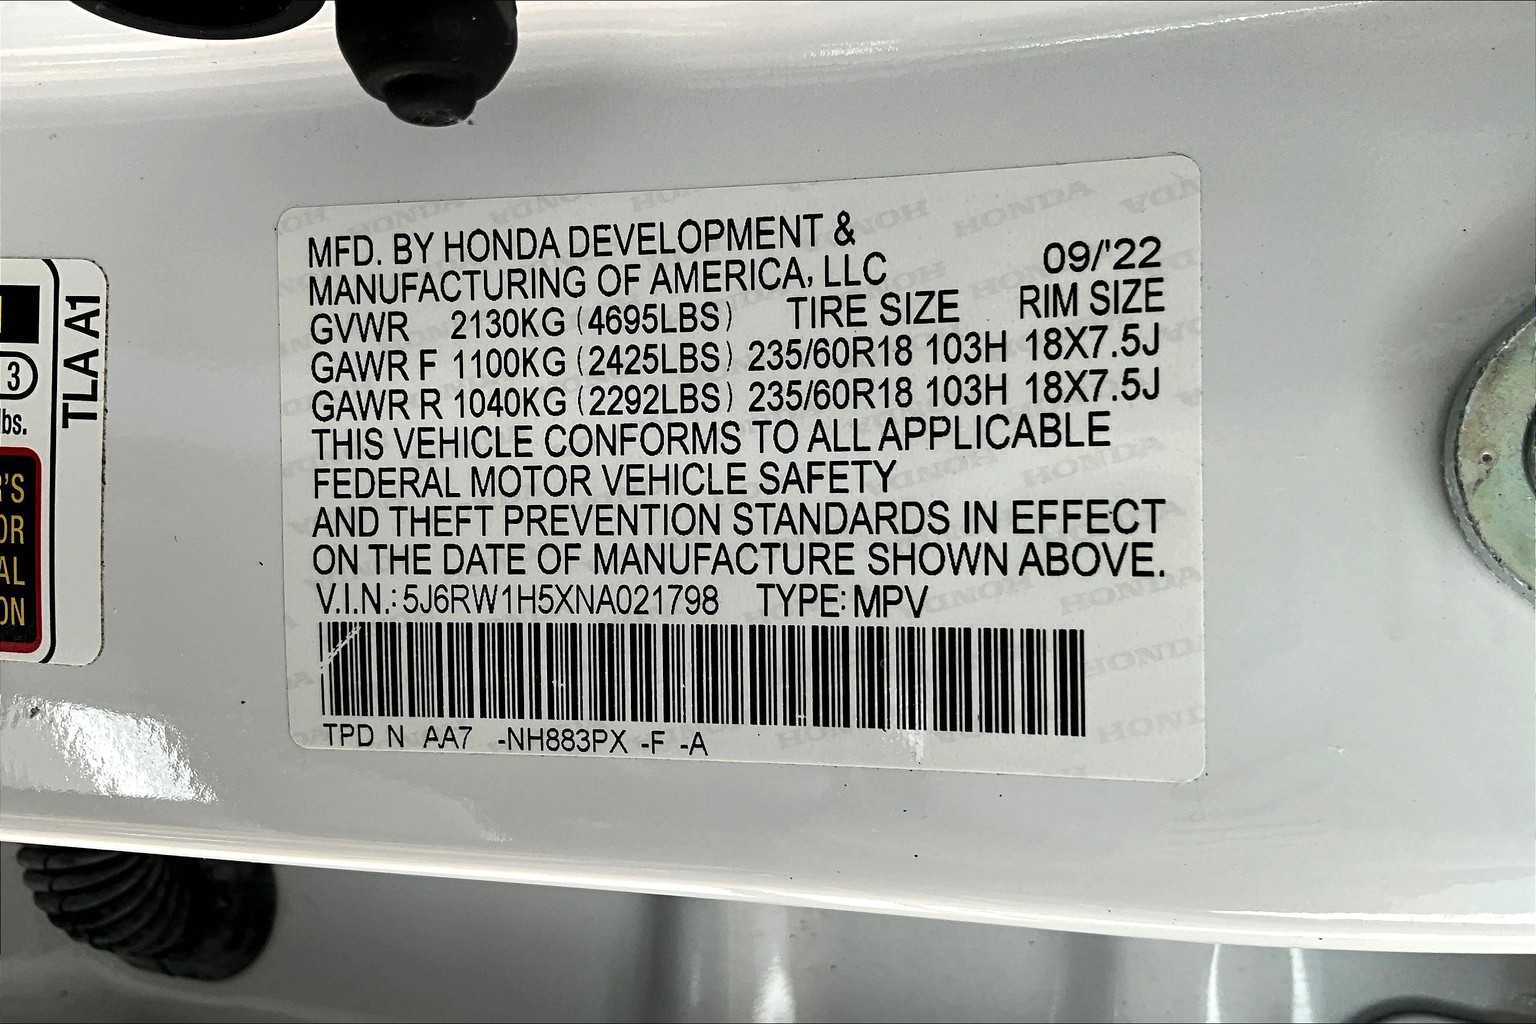 MFD. BY HONDA DEVELOPMENT &
MANUFACTURING OF AMERICA, LLC 09/'22
GVWR 2130KG (4695LBS) TIRE SIZE RIM SIZE
GAWR F 1100KG (2425LBS) 235/60R18 103H 18X7.5J
GAWR R 1040KG (2292LBS) 235/60R18 103H 18X7.5J
THIS VEHICLE CONFORMS TO ALL APPLICABLE
FEDERAL MOTOR VEHICLE SAFETY
AND THEFT PREVENTION STANDARDS IN EFFECT
ON THE DATE OF MANUFACTURE SHOWN ABOVE.
V.I.N.: 5J6RW1H5XNA021798 TYPE: MPV
TPD N AA7 -NH883PX -F -A
TLA A1
3
lbs.